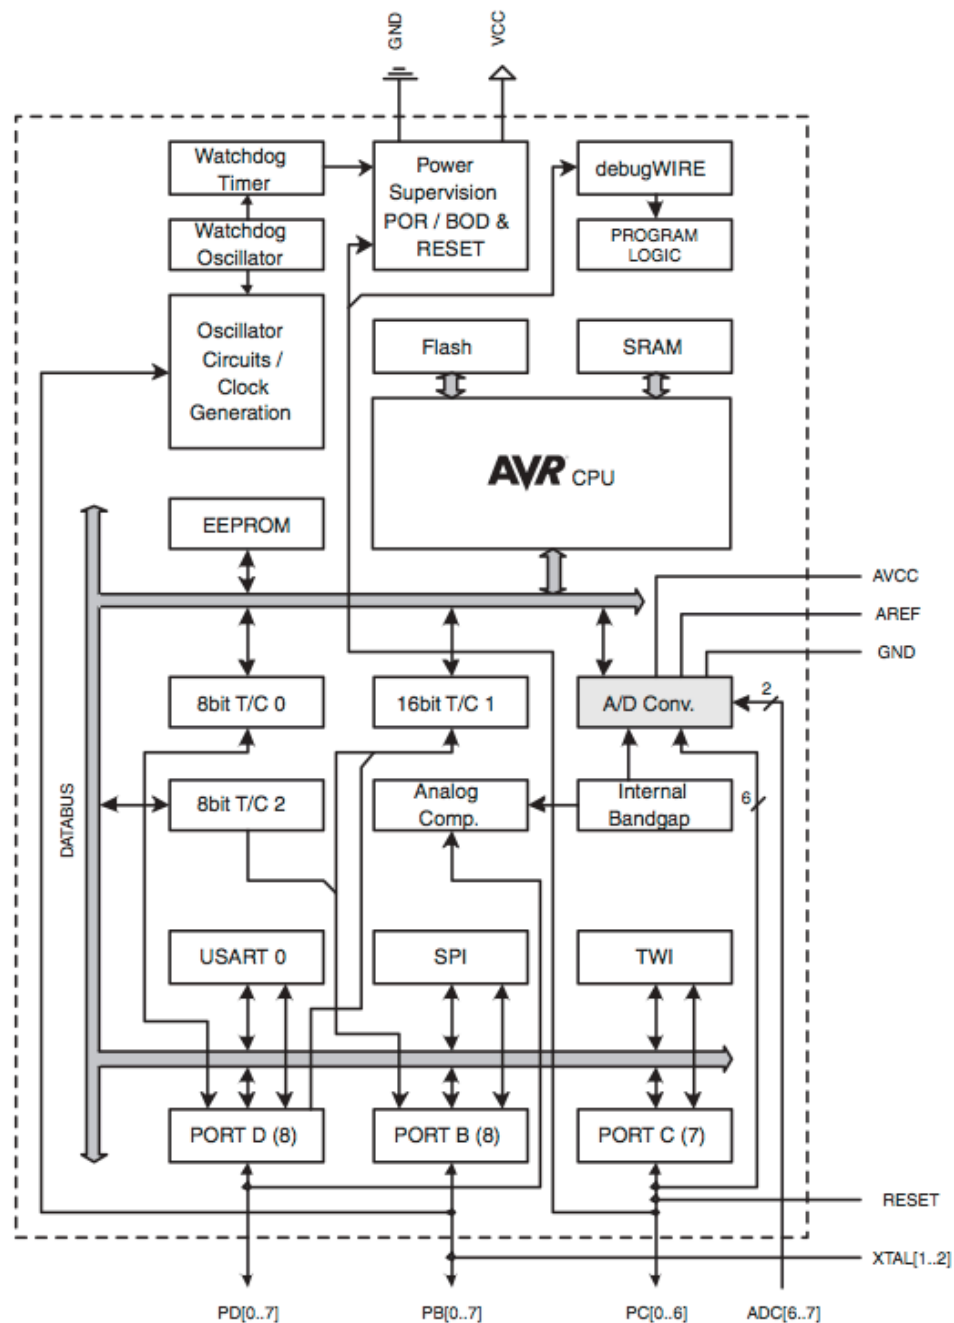 GND
VCC
Watchdog
Timer
Power
Supervision
POR / BOD &
RESET
debugWIRE
Watchdog
Oscillator
PROGRAM
LOGIC
Oscillator
Circuits /
Clock
Generation
Flash
SRAM
AVR CPU
EEPROM
AVCC
AREF
GND
8bit T/C 0
16bit T/C 1
A/D Conv.
2
DATABUS
8bit T/C 2
Analog
Comp.
Internal
Bandgap
6
USART 0
SPI
TWI
PORT D (8)
PORT B (8)
PORT C (7)
RESET
XTAL[1..2]
PD[0..7]
PB[0..7]
PC[0..6]
ADC[6..7]